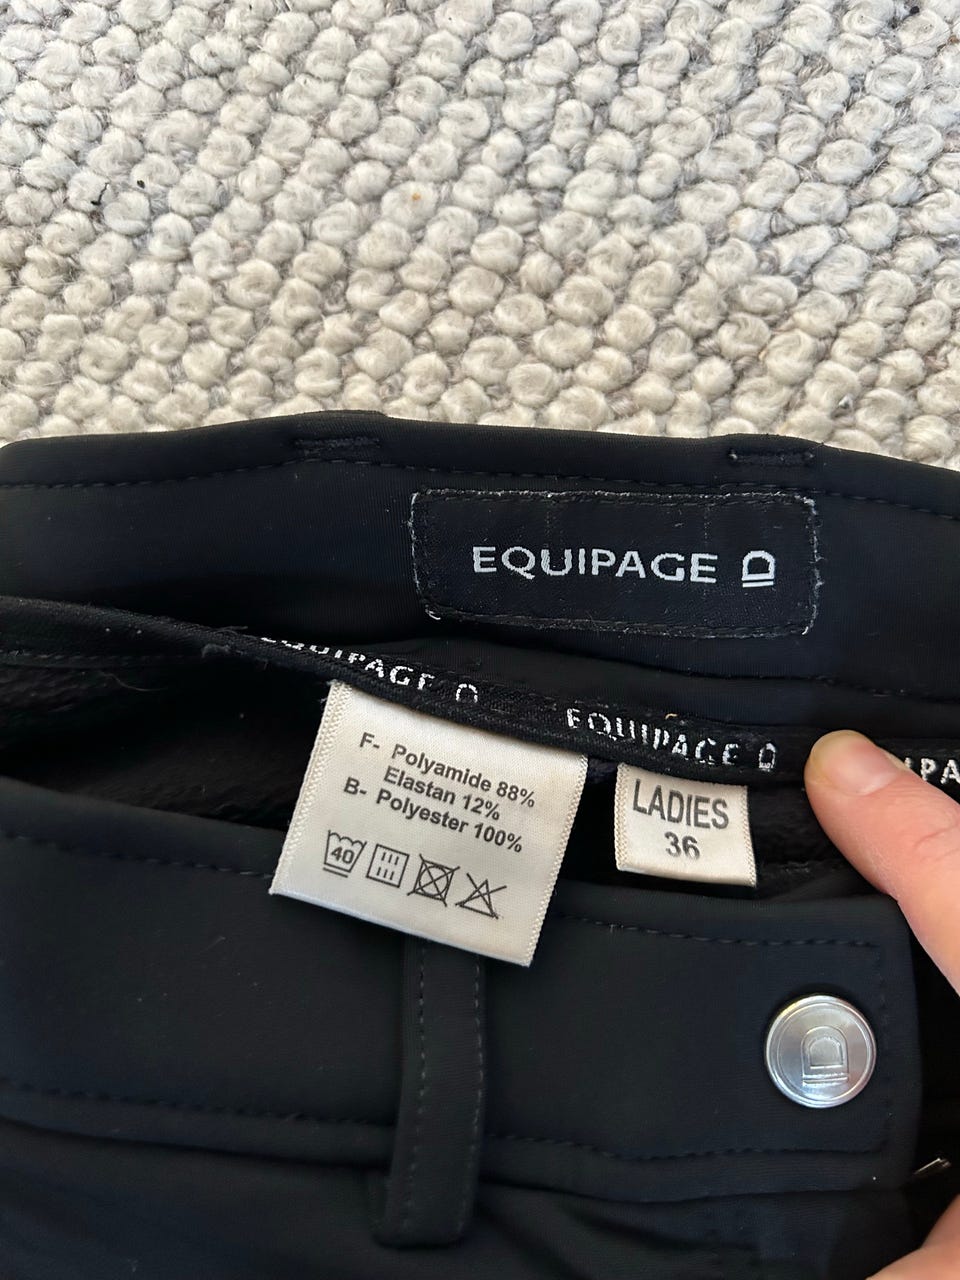 EQUIPAGE
EQUIPAGE
EQUIPAGE
F- Polyamide 88%
Elastan 12%
B- Polyester 100%
40
LADIES
36